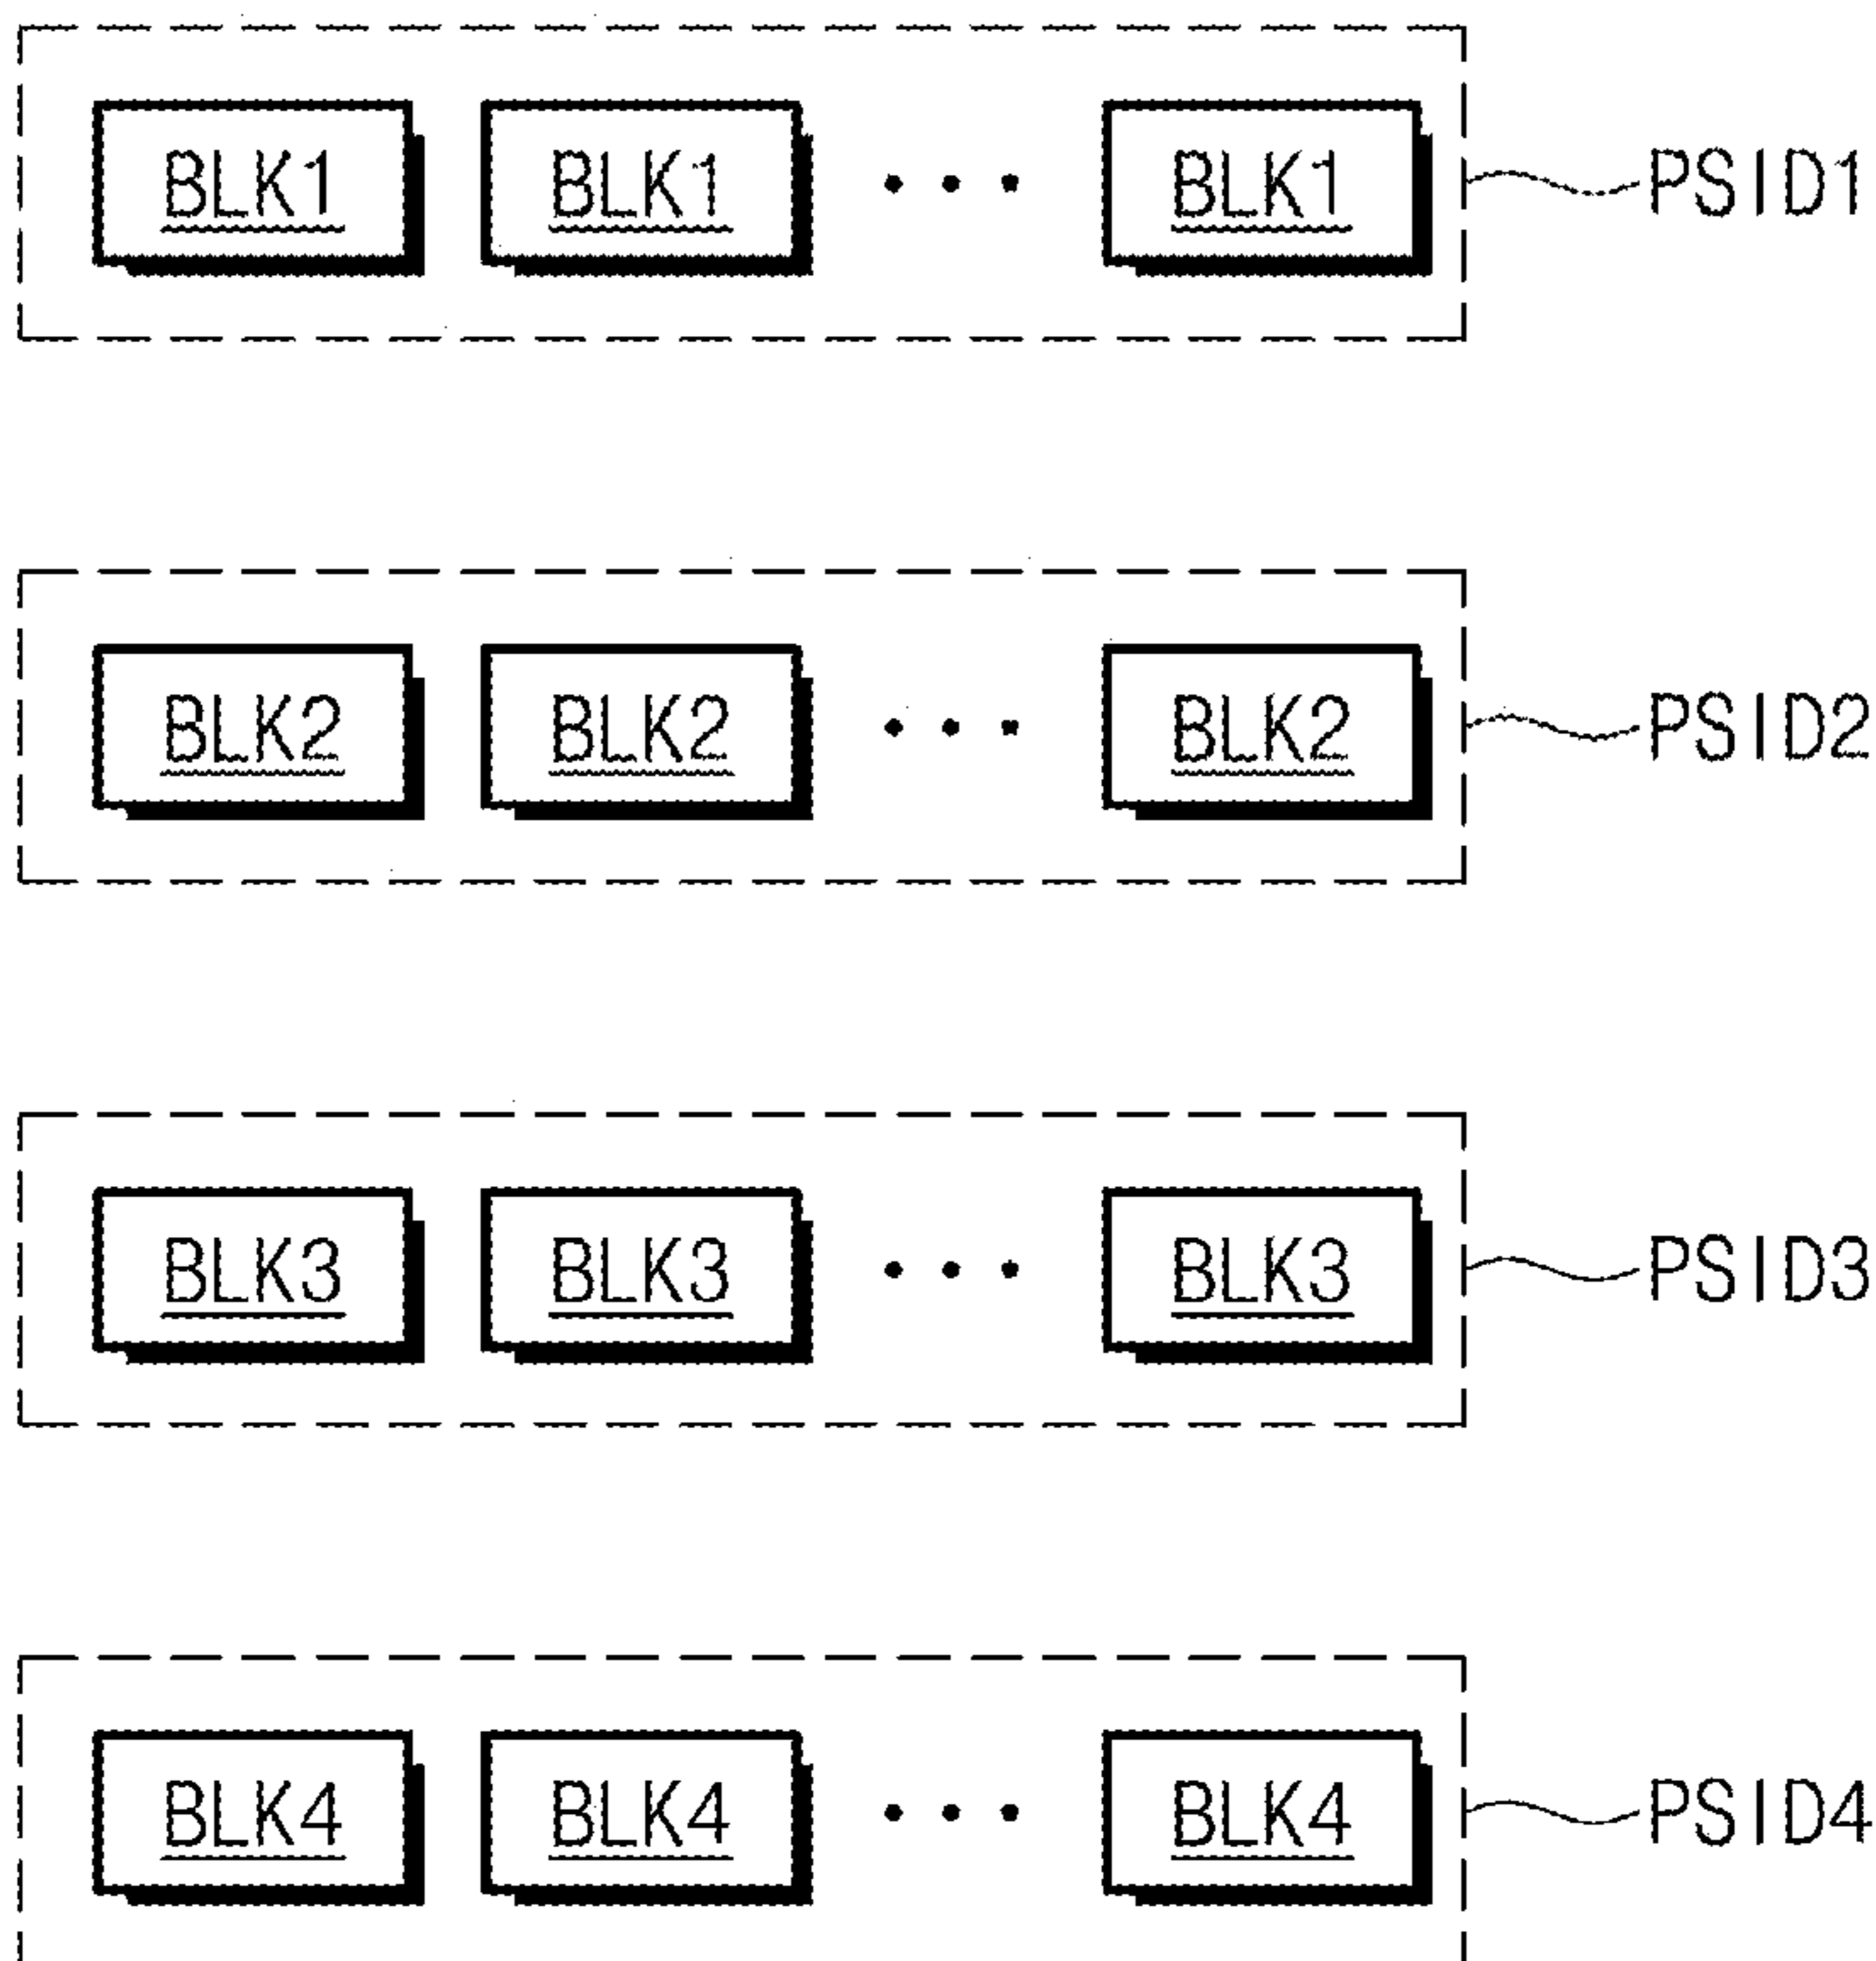 BLK1 BLK1 • • • BLK1 PSID1
BLK2 BLK2 • • • BLK2 PSID2
BLK3 BLK3 • • • BLK3 PSID3
BLK4 BLK4 • • • BLK4 PSID4